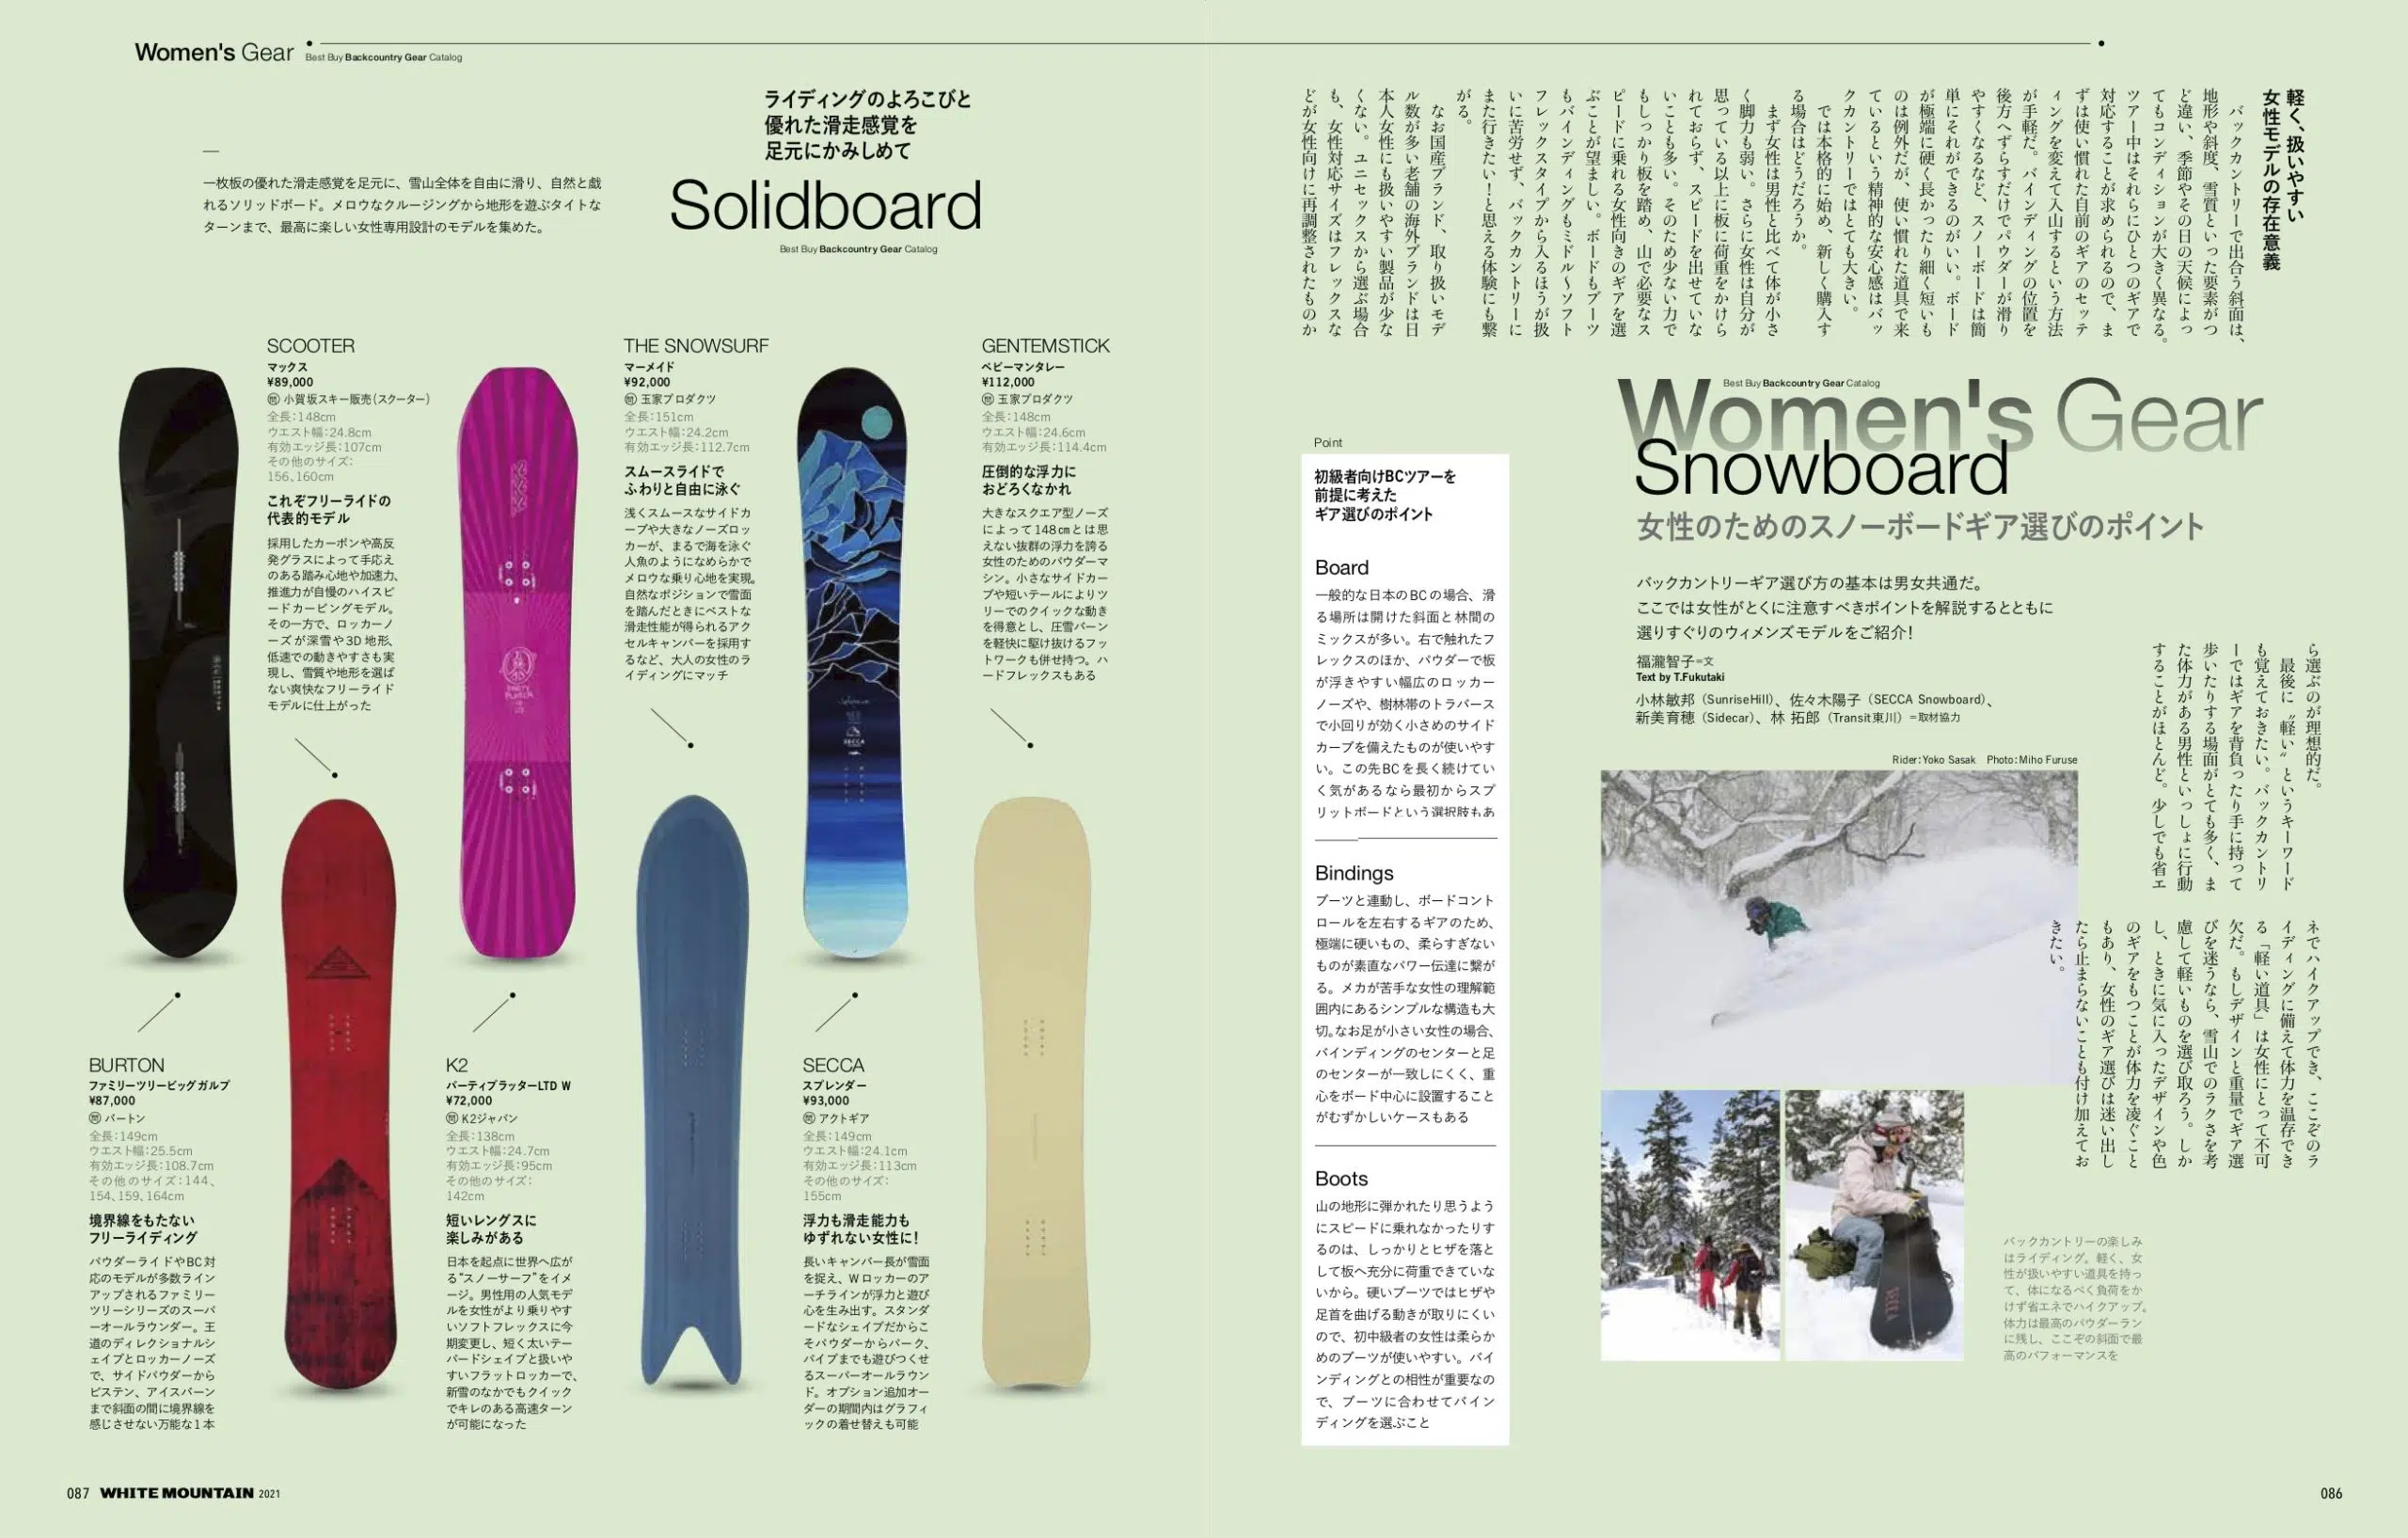 Women's Gear
Best Buy Backcountry Gear Catalog
軽く、扱いやすい
女性モデルの存在意義
バックカントリーで出合う斜面は、
地形や斜度、雪質といった要素がつ
ど違い、季節やその日の天候によっ
てもコンディションが大きく異なる。
ツアー中はそれらにひとつのギアで
対応することが求められるので、ま
ずは使い慣れた自前のギアのセッテ
ィングを変えて入山するという方法
が手軽だ。バインディングの位置を
後方へずらすだけでパウダーが滑り
やすくなるなど、スノーボードは簡
単にそれができるのがいい。ボード
が極端に硬く長かったり細く短いも
のは例外だが、使い慣れた道具で来
ているという精神的な安心感はバッ
クカントリーではとても大きい。
では本格的に始め、新しく購入す
る場合はどうだろうか。
まず女性は男性と比べて体が小さ
く脚力も弱い。さらに女性は自分が
思っている以上に板に荷重をかけら
れておらず、スピードを出せていな
いことも多い。そのため少ない力で
もしっかり板を踏め、山で必要なス
ピードに乗れる女性向きのギアを選
ぶことが望ましい。ボードもブーツ
もバインディングもミドル〜ソフト
フレックスタイプから入るほうが扱
いに苦労せず、バックカントリーに
また行きたい！と思える体験にも繋
がる。
なお国産ブランド、取り扱いモデ
ル数が多い老舗の海外ブランドは日
本人女性にも扱いやすい製品が少な
くない。ユニセックスから選ぶ場合
も、女性対応サイズはフレックスな
どが女性向けに再調整されたものか
ら選ぶのが理想的だ。
最後に“軽い”というキーワード
も覚えておきたい。バックカントリ
ーではギアを背負ったり手に持って
歩いたりする場面がとても多く、ま
た体力がある男性といっしょに行動
することがほとんど。少しでも省エ
ネでハイクアップでき、ここぞのラ
イディングに備えて体力を温存でき
る「軽い道具」は女性にとって不可
欠だ。もしデザインと重量でギア選
びを迷うなら、雪山でのラクさを考
慮して軽いものを選び取ろう。しか
し、ときに気に入ったデザインや色
のギアをもつことが体力を凌ぐこと
もあり、女性のギア選びは迷い出し
たら止まらないことも付け加えてお
きたい。
Best Buy Backcountry Gear Catalog
Women's Gear
Snowboard
女性のためのスノーボードギア選びのポイント
バックカントリーギア選び方の基本は男女共通だ。
ここでは女性がとくに注意すべきポイントを解説するとともに
選りすぐりのウィメンズモデルをご紹介！
福瀧智子＝文
Text by T.Fukutaki
小林敏邦（SunriseHill）、佐々木陽子（SECCA Snowboard）、
新美育穂（Sidecar）、林 拓郎（Transit東川）＝取材協力
Rider：Yoko Sasak　Photo：Miho Furuse
SECCA
バックカントリーの楽しみ
はライディング。軽く、女
性が扱いやすい道具を持っ
て、体になるべく負荷をか
けず省エネでハイクアップ。
体力は最高のパウダーラン
に残し、ここぞの斜面で最
高のパフォーマンスを
Point
初級者向けBCツアーを
前提に考えた
ギア選びのポイント
Board
一般的な日本のBCの場合、滑
る場所は開けた斜面と林間の
ミックスが多い。右で触れたフ
レックスのほか、パウダーで板
が浮きやすい幅広のロッカー
ノーズや、樹林帯のトラバース
で小回りが効く小さめのサイド
カーブを備えたものが使いやす
い。この先BCを長く続けてい
く気があるなら最初からスプ
リットボードという選択肢もあ
Bindings
ブーツと連動し、ボードコント
ロールを左右するギアのため、
極端に硬いもの、柔らすぎない
ものが素直なパワー伝達に繋が
る。メカが苦手な女性の理解範
囲内にあるシンプルな構造も大
切。なお足が小さい女性の場合、
バインディングのセンターと足
のセンターが一致しにくく、重
心をボード中心に設置すること
がむずかしいケースもある
Boots
山の地形に弾かれたり思うよう
にスピードに乗れなかったりす
るのは、しっかりとヒザを落と
して板へ充分に荷重できていな
いから。硬いブーツではヒザや
足首を曲げる動きが取りにくい
ので、初中級者の女性は柔らか
めのブーツが使いやすい。バイ
ンディングとの相性が重要なの
で、ブーツに合わせてバイン
ディングを選ぶこと
086
ライディングのよろこびと
優れた滑走感覚を
足元にかみしめて
Solidboard
Best Buy Backcountry Gear Catalog
一枚板の優れた滑走感覚を足元に、雪山全体を自由に滑り、自然と戯
れるソリッドボード。メロウなクルージングから地形を遊ぶタイトな
ターンまで、最高に楽しい女性専用設計のモデルを集めた。
SCOOTER
マックス
¥89,000
㉄ 小賀坂スキー販売（スクーター）
全長：148cm
ウエスト幅：24.8cm
有効エッジ長：107cm
その他のサイズ：
156、160cm
これぞフリーライドの
代表的モデル
採用したカーボンや高反
発グラスによって手応え
のある踏み心地や加速力、
推進力が自慢のハイスピ
ードカービングモデル。
その一方で、ロッカーノ
ーズが深雪や3D地形、
低速での動きやすさも実
現し、雪質や地形を選ば
ない爽快なフリーライド
モデルに仕上がった
THE SNOWSURF
マーメイド
¥92,000
㉄ 玉家プロダクツ
全長：151cm
ウエスト幅：24.2cm
有効エッジ長：112.7cm
スムースライドで
ふわりと自由に泳ぐ
浅くスムースなサイドカ
ーブや大きなノーズロッ
カーが、まるで海を泳ぐ
人魚のようになめらかで
メロウな乗り心地を実現。
自然なポジションで雪面
を踏んだときにベストな
滑走性能が得られるアク
セルキャンバーを採用す
るなど、大人の女性のラ
イディングにマッチ
GENTEMSTICK
ベビーマンタレー
¥112,000
㉄ 玉家プロダクツ
全長：148cm
ウエスト幅：24.6cm
有効エッジ長：114.4cm
圧倒的な浮力に
おどろくなかれ
大きなスクエア型ノーズ
によって148㎝とは思
えない抜群の浮力を誇る
女性のためのパウダーマ
シン。小さなサイドカー
ブや短いテールによりツ
リーでのクイックな動き
を得意とし、圧雪バーン
を軽快に駆け抜けるフッ
トワークも併せ持つ。ハ
ードフレックスもある
BURTON
ファミリーツリービッグガルプ
¥87,000
㉄ バートン
全長：149cm
ウエスト幅：25.5cm
有効エッジ長：108.7cm
その他のサイズ：144、
154、159、164cm
境界線をもたない
フリーライディング
パウダーライドやBC対
応のモデルが多数ライン
アップされるファミリー
ツリーシリーズのスーパ
ーオールラウンダー。王
道のディレクショナルシ
ェイプとロッカーノーズ
で、サイドパウダーから
ピステン、アイスバーン
まで斜面の間に境界線を
感じさせない万能な1本
K2
パーティプラッターLTD W
¥72,000
㉄ K2ジャパン
全長：138cm
ウエスト幅：24.7cm
有効エッジ長：95cm
その他のサイズ：
142cm
短いレングスに
楽しみがある
日本を起点に世界へ広が
る“スノーサーフ”をイメ
ージ。男性用の人気モデ
ルを女性がより乗りやす
いソフトフレックスに今
期変更し、短く太いテー
パードシェイプと扱いや
すいフラットロッカーで、
新雪のなかでもクイック
でキレのある高速ターン
が可能になった
SECCA
スプレンダー
¥93,000
㉄ アクトギア
全長：149cm
ウエスト幅：24.1cm
有効エッジ長：113cm
その他のサイズ：
155cm
浮力も滑走能力も
ゆずれない女性に！
長いキャンバー長が雪面
を捉え、Wロッカーのア
ーチラインが浮力と遊び
心を生み出す。スタンダ
ードなシェイプだからこ
そパウダーからパーク、
パイプまでも遊びつくせ
るスーパーオールラウン
ド。オプション追加オー
ダーの期間内はグラフィ
ックの着せ替えも可能
087 WHITE MOUNTAIN 2021